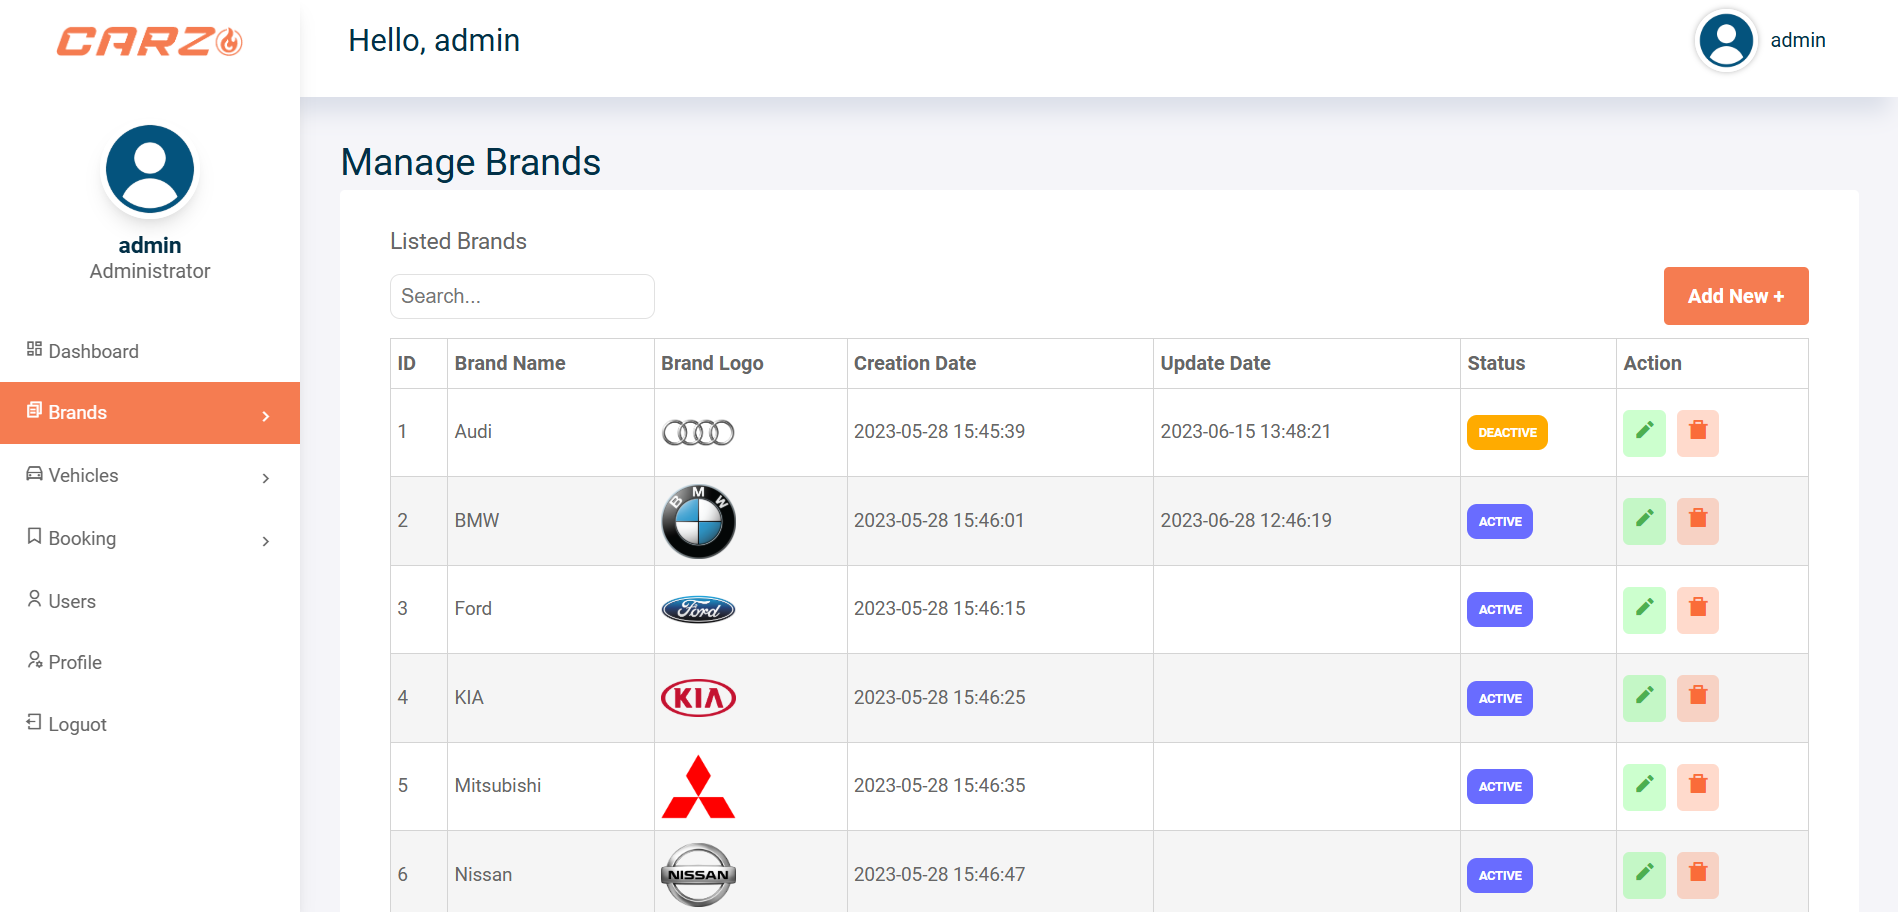 CARZ
Hello, admin
admin
admin
Administrator
Dashboard
Brands
Vehicles
Booking
Users
Profile
Loguot
Manage Brands
Listed Brands
Search...
Add New +
ID Brand Name Brand Logo Creation Date Update Date Status Action
1 Audi 2023-05-28 15:45:39 2023-06-15 13:48:21 DEACTIVE
2 BMW BMW 2023-05-28 15:46:01 2023-06-28 12:46:19 ACTIVE
3 Ford Ford 2023-05-28 15:46:15 ACTIVE
4 KIA KIA 2023-05-28 15:46:25 ACTIVE
5 Mitsubishi 2023-05-28 15:46:35 ACTIVE
6 Nissan NISSAN 2023-05-28 15:46:47 ACTIVE